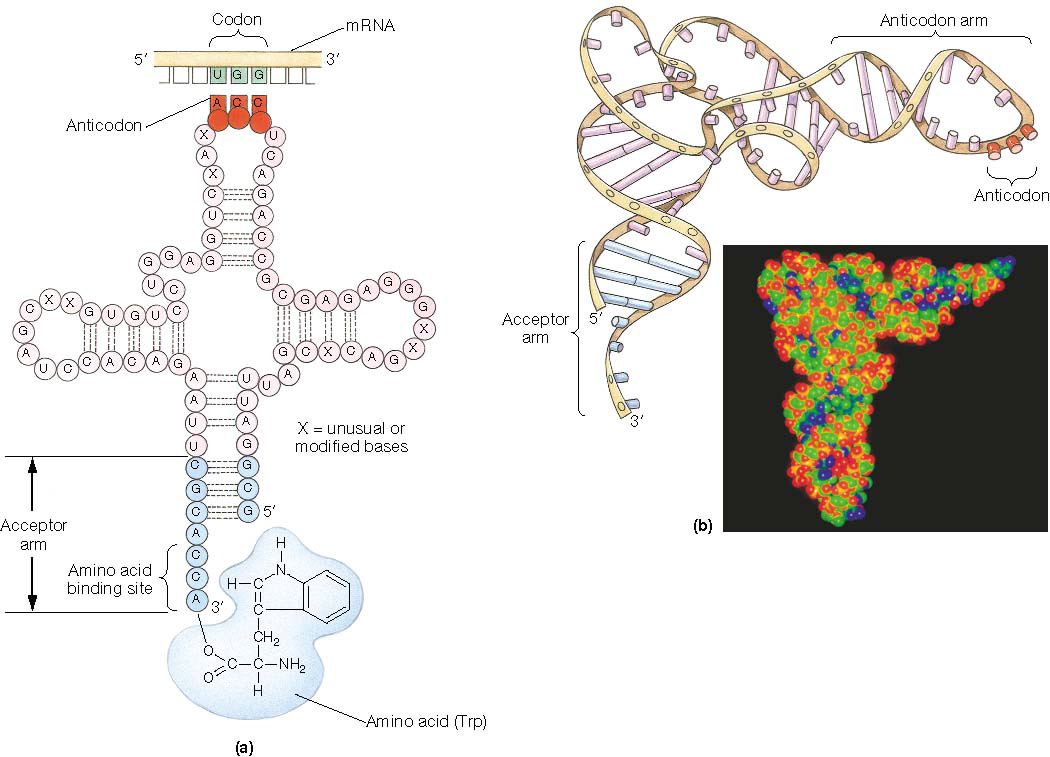 Codon
mRNA
5′ 3′
U G G
A C C
Anticodon
X U
A C
X A
C G
U A
G C
G G A G C
U C
G
C X X G U G U C
G
A U C C A C A G
C G A G A G G G X
G C X C A G X
A
U
A U
A U
U A
U G
X = unusual or
modified bases
C G
G C
C G 5′
A
C
C
A 3′
Acceptor
arm
Amino acid
binding site
H
N
H C
C
CH₂
O
O C C NH₂
H
Amino acid (Trp)
(a)
Anticodon arm
Anticodon
Acceptor
arm
5′
3′
(b)